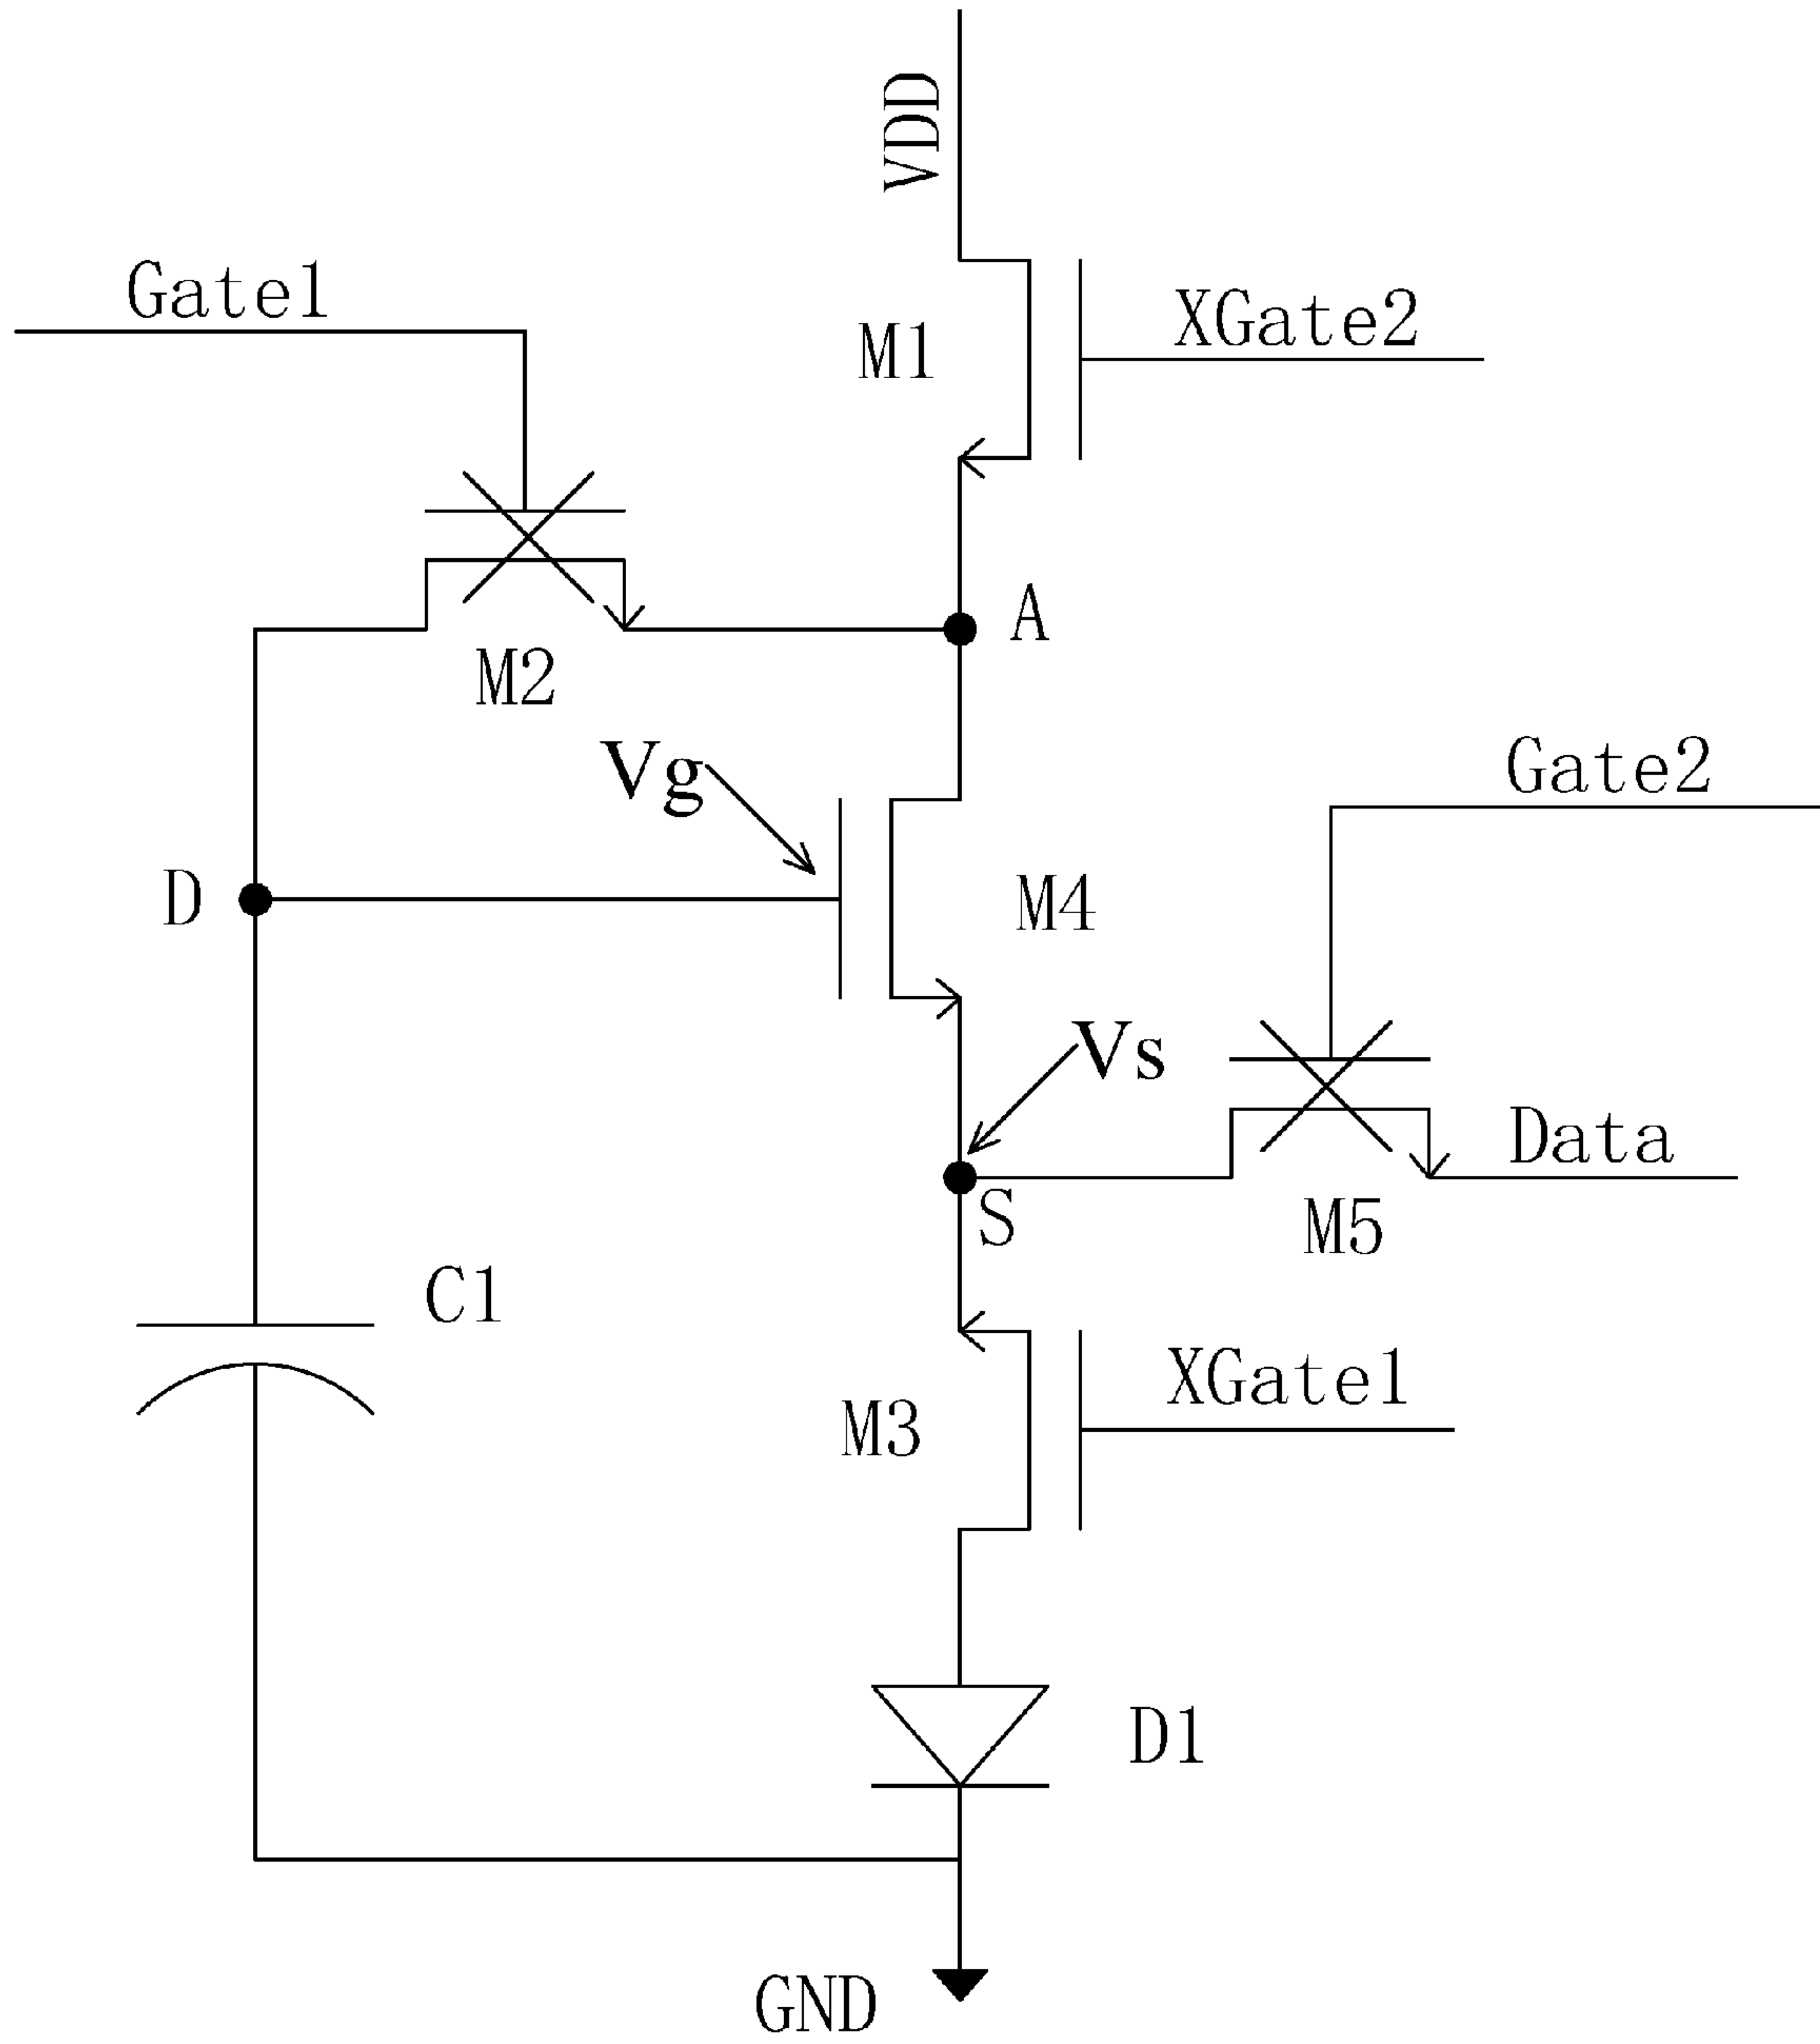 VDD
Gate1
XGate2
M1
A
M2
Vg
Gate2
D
M4
Vs
Data
S
M5
C1
XGate1
M3
D1
GND